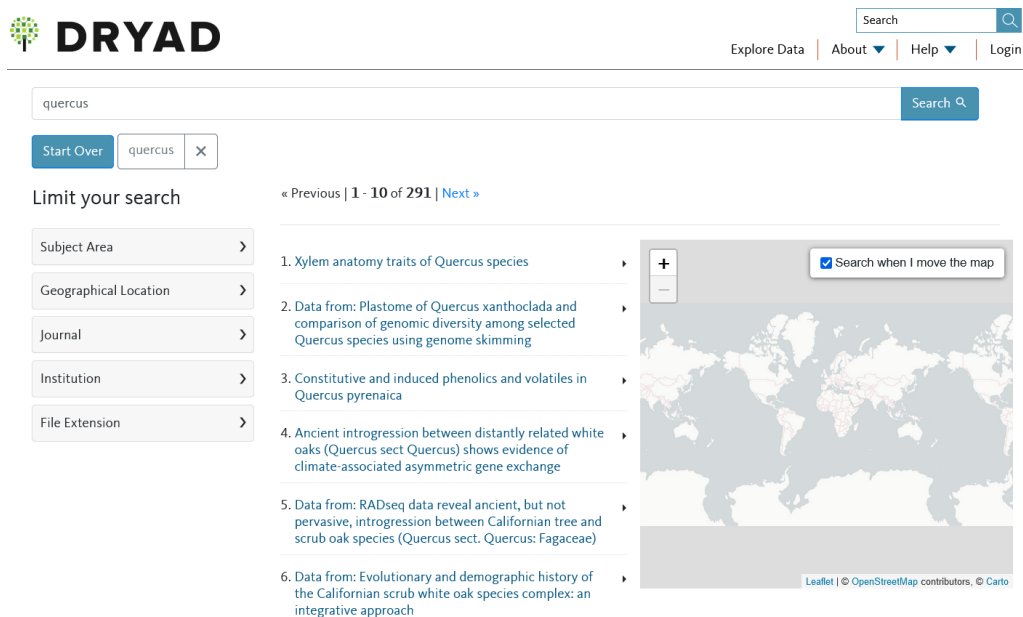 DRYAD
Search
Explore Data
About
Help
Login
quercus
Search
Start Over
quercus
Limit your search
Subject Area
Geographical Location
Journal
Institution
File Extension
« Previous | 1 - 10 of 291 | Next »
1. Xylem anatomy traits of Quercus species
2. Data from: Plastome of Quercus xanthoclada and
comparison of genomic diversity among selected
Quercus species using genome skimming
3. Constitutive and induced phenolics and volatiles in
Quercus pyrenaica
4. Ancient introgression between distantly related white
oaks (Quercus sect Quercus) shows evidence of
climate-associated asymmetric gene exchange
5. Data from: RADseq data reveal ancient, but not
pervasive, introgression between Californian tree and
scrub oak species (Quercus sect. Quercus: Fagaceae)
6. Data from: Evolutionary and demographic history of
the Californian scrub white oak species complex: an
integrative approach
+
−
Search when I move the map
Leaflet | © OpenStreetMap contributors, © Carto